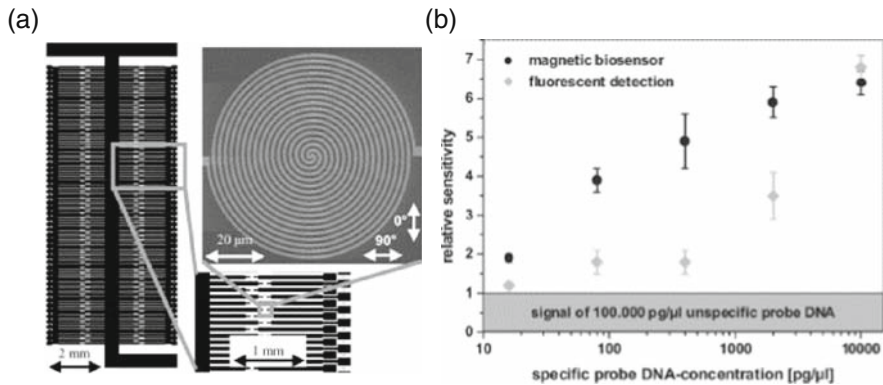 (a)
2 mm
20 µm
0°
90°
1 mm
(b)
relative sensitivity
7
6
5
4
3
2
1
0
magnetic biosensor
fluorescent detection
signal of 100.000 pg/µl unspecific probe DNA
10
100
1000
10000
specific probe DNA-concentration [pg/µl]